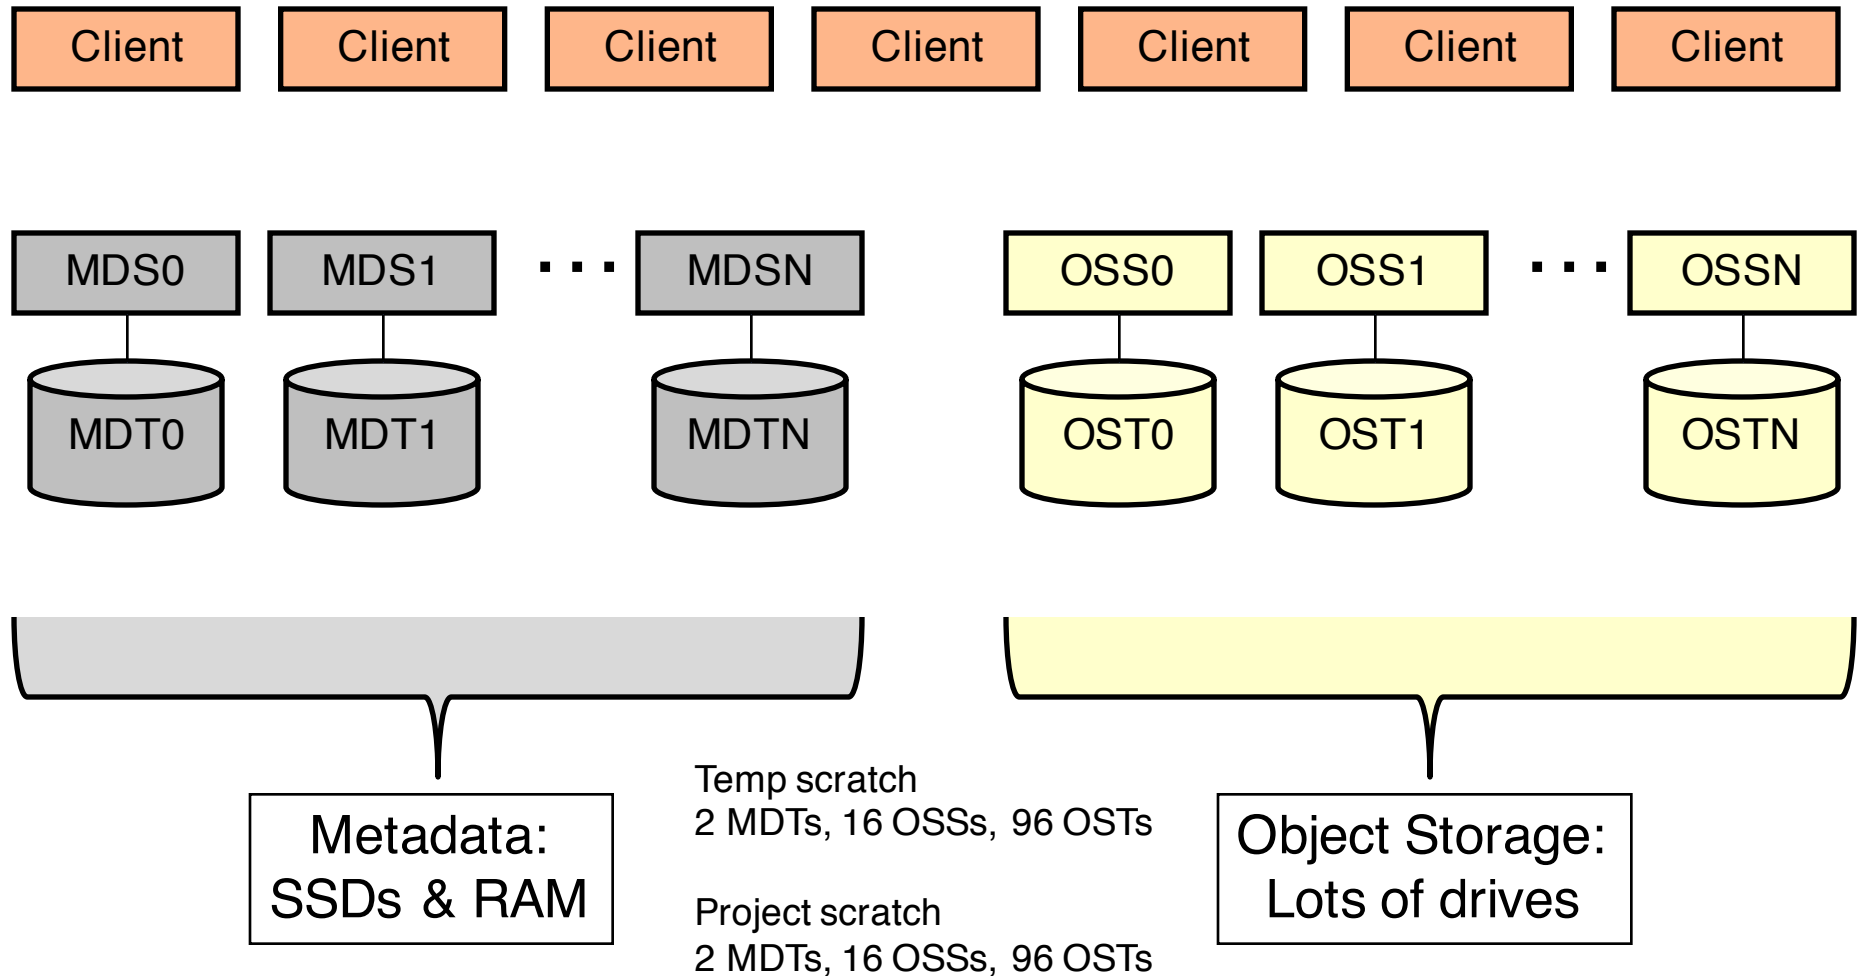 Client Client Client Client Client Client Client
MDS0 MDS1 ... MDSN OSS0 OSS1 ... OSSN
MDT0 MDT1 MDTN OST0 OST1 OSTN
Metadata:
SSDs & RAM
Temp scratch
2 MDTs, 16 OSSs, 96 OSTs
Project scratch
2 MDTs, 16 OSSs, 96 OSTs
Object Storage:
Lots of drives